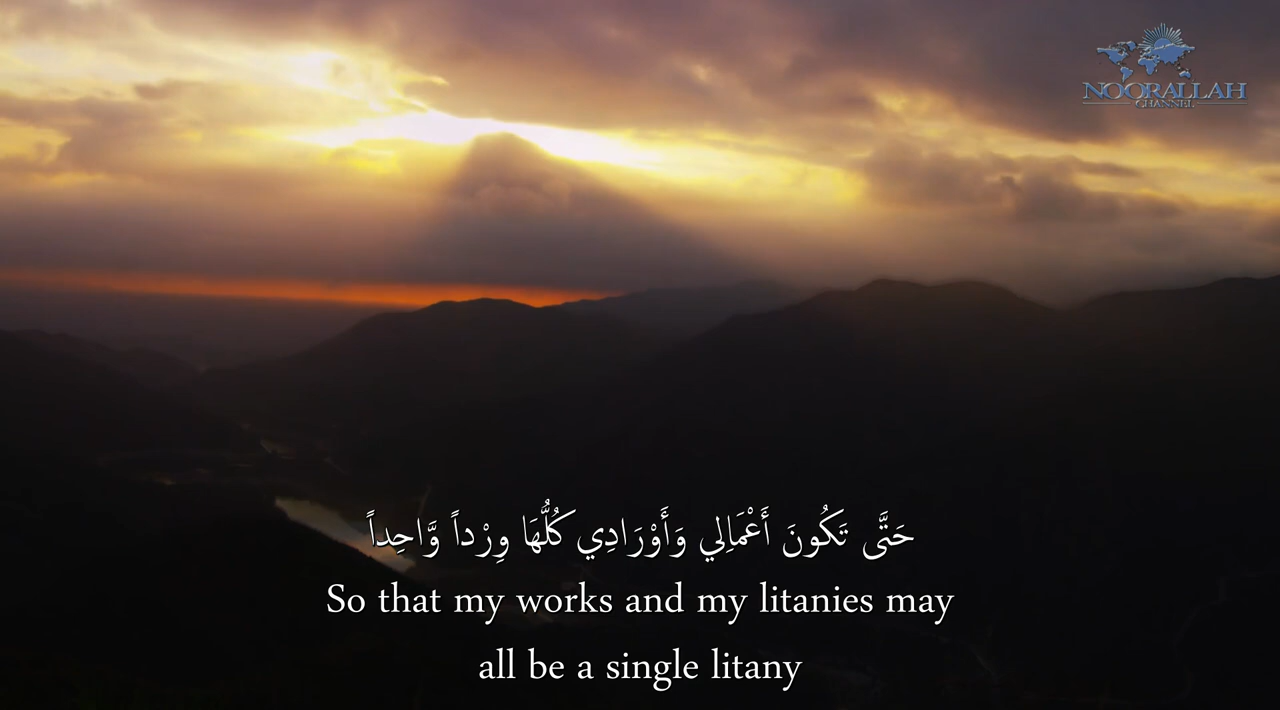 NOORALLAH
CHANNEL
حَتَّى تَكُونَ أَعْمَالِي وَأَوْرَادِي كُلُّهَا وِرْداً وَّاحِداً
So that my works and my litanies may
all be a single litany